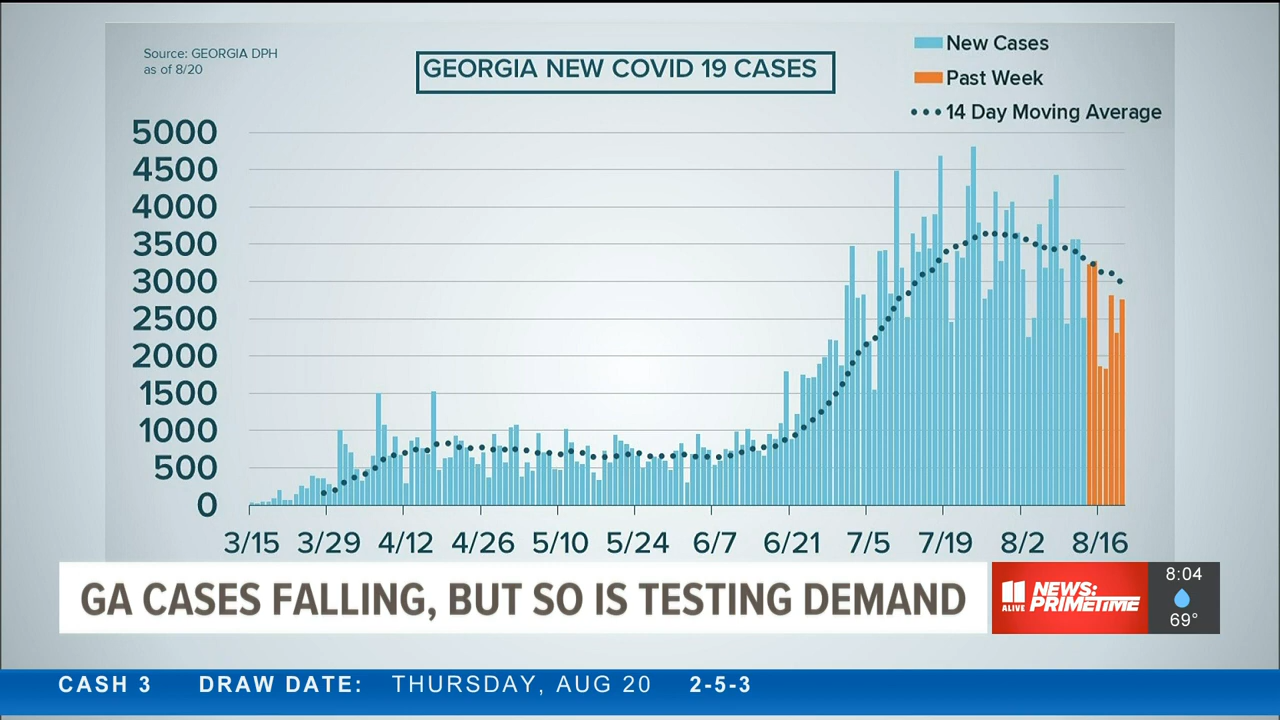 Source: GEORGIA DPH
as of 8/20
GEORGIA NEW COVID 19 CASES
New Cases
Past Week
14 Day Moving Average
5000
4500
4000
3500
3000
2500
2000
1500
1000
500
0
3/15 3/29 4/12 4/26 5/10 5/24 6/7 6/21 7/5 7/19 8/2 8/16
GA CASES FALLING, BUT SO IS TESTING DEMAND
11 ALIVE NEWS: PRIMETIME
8:04
69°
CASH 3 DRAW DATE: THURSDAY, AUG 20 2-5-3